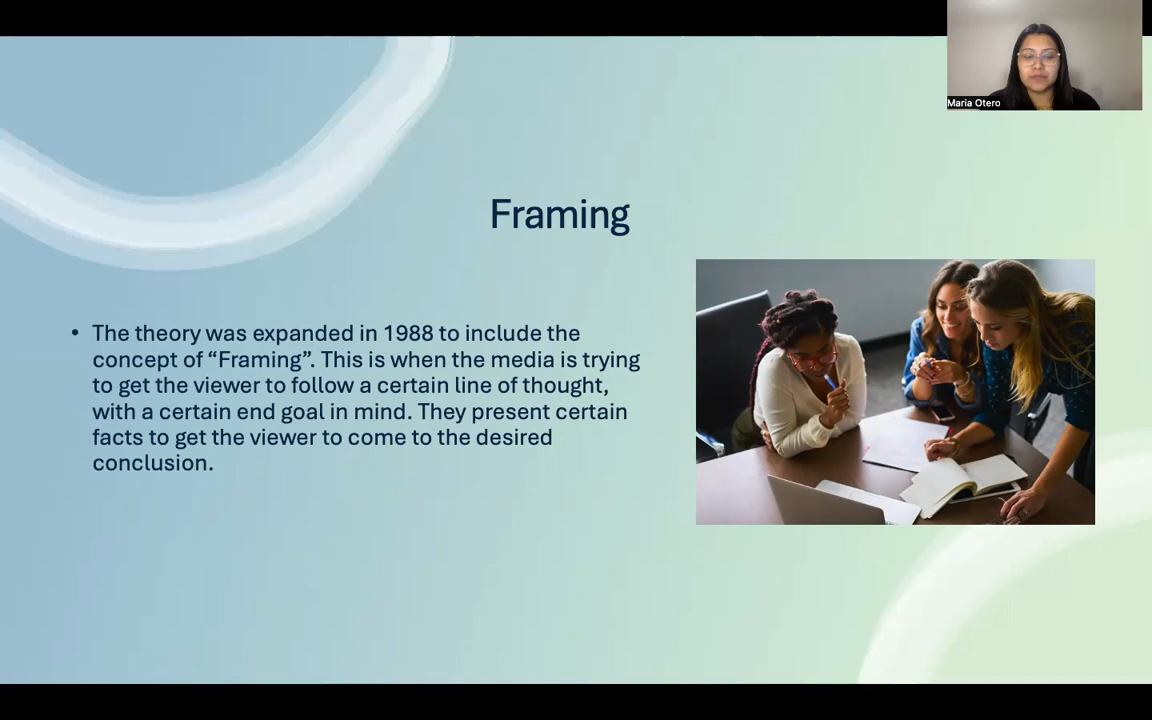 Maria Otero
Framing
• The theory was expanded in 1988 to include the
concept of “Framing”. This is when the media is trying
to get the viewer to follow a certain line of thought,
with a certain end goal in mind. They present certain
facts to get the viewer to come to the desired
conclusion.